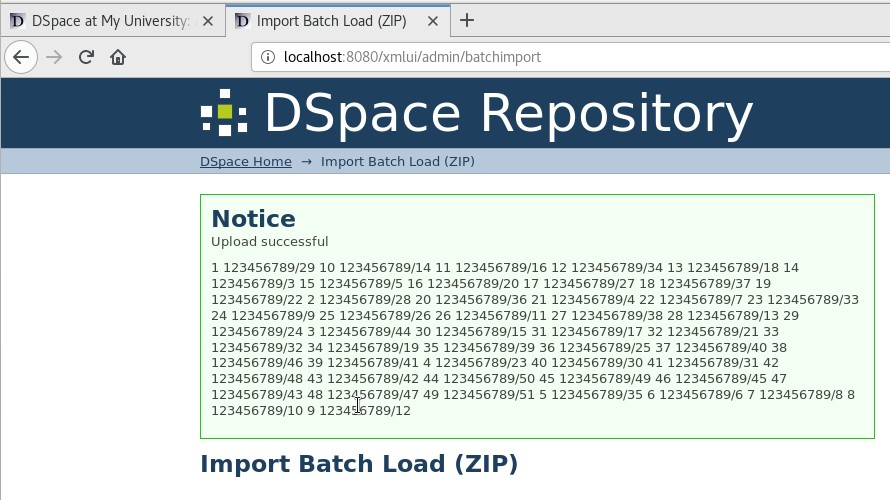 DSpace at My University:
Import Batch Load (ZIP)
localhost:8080/xmlui/admin/batchimport
DSpace Repository
DSpace Home → Import Batch Load (ZIP)
Notice
Upload successful
1 123456789/29 10 123456789/14 11 123456789/16 12 123456789/34 13 123456789/18 14
123456789/3 15 123456789/5 16 123456789/20 17 123456789/27 18 123456789/37 19
123456789/22 2 123456789/28 20 123456789/36 21 123456789/4 22 123456789/7 23 123456789/33
24 123456789/9 25 123456789/26 26 123456789/11 27 123456789/38 28 123456789/13 29
123456789/24 3 123456789/44 30 123456789/15 31 123456789/17 32 123456789/21 33
123456789/32 34 123456789/19 35 123456789/39 36 123456789/25 37 123456789/40 38
123456789/46 39 123456789/41 4 123456789/23 40 123456789/30 41 123456789/31 42
123456789/48 43 123456789/42 44 123456789/50 45 123456789/49 46 123456789/45 47
123456789/43 48 123456789/47 49 123456789/51 5 123456789/35 6 123456789/6 7 123456789/8 8
123456789/10 9 123456789/12
Import Batch Load (ZIP)